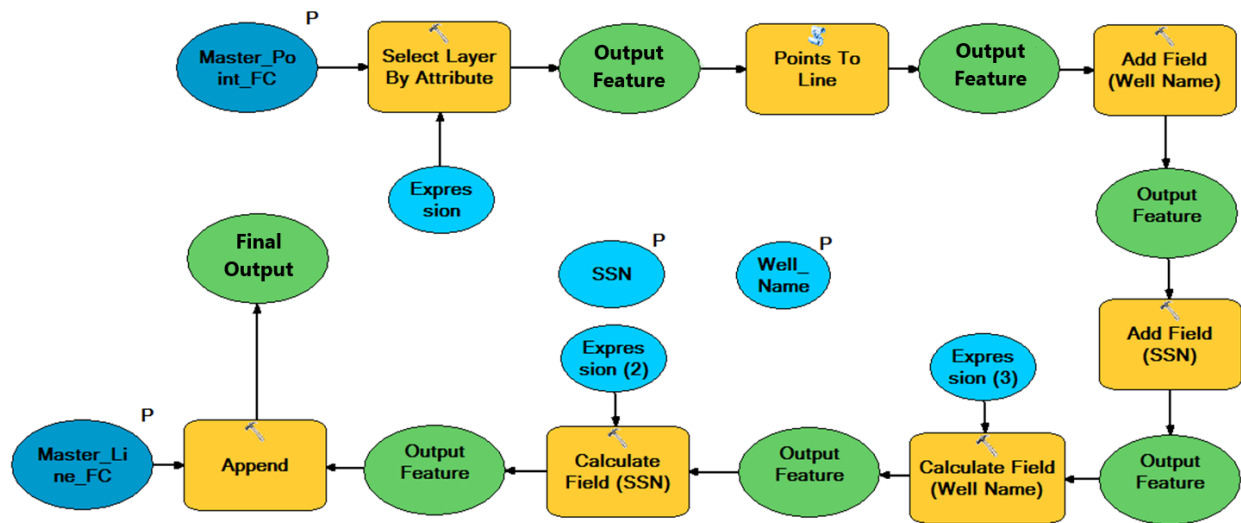 P
Master_Po
int_FC
Select Layer
By Attribute
Output
Feature
Points To
Line
Output
Feature
Add Field
(Well Name)
Expres
sion
Output
Feature
Final
Output
P
SSN
P
Well_
Name
Add Field
(SSN)
Expres
sion (2)
Expres
sion (3)
P
Master_Li
ne_FC
Append
Output
Feature
Calculate
Field (SSN)
Output
Feature
Calculate Field
(Well Name)
Output
Feature